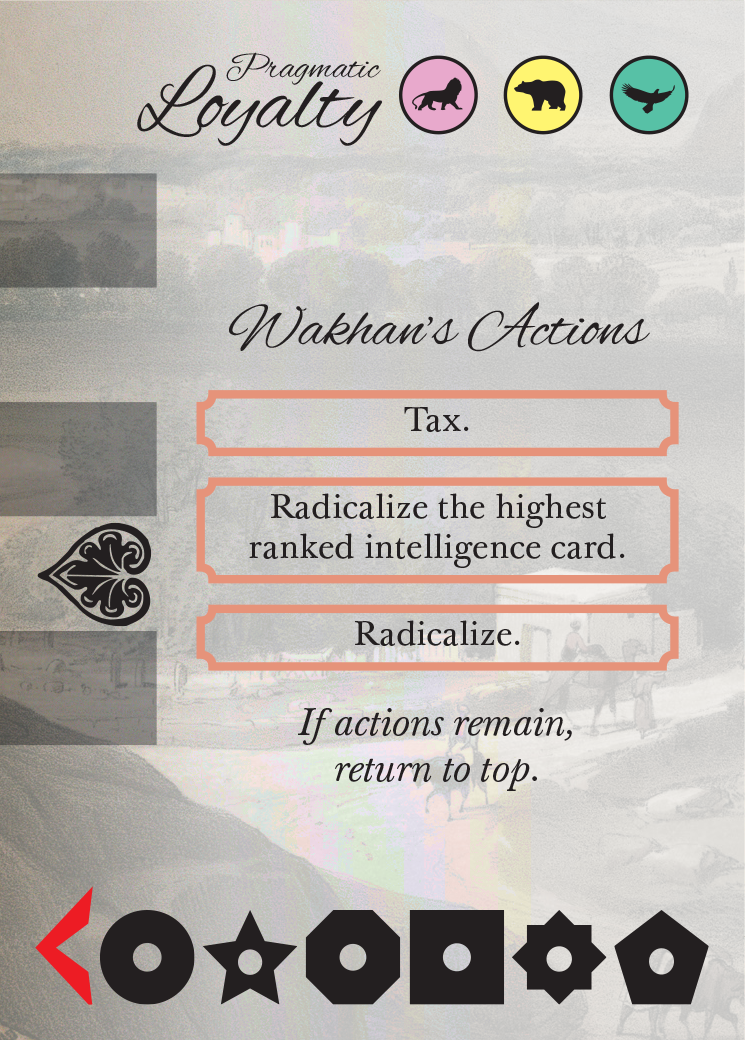 Pragmatic
Loyalty
Wakhan's Actions
Tax.
Radicalize the highest
ranked intelligence card.
Radicalize.
If actions remain,
return to top.